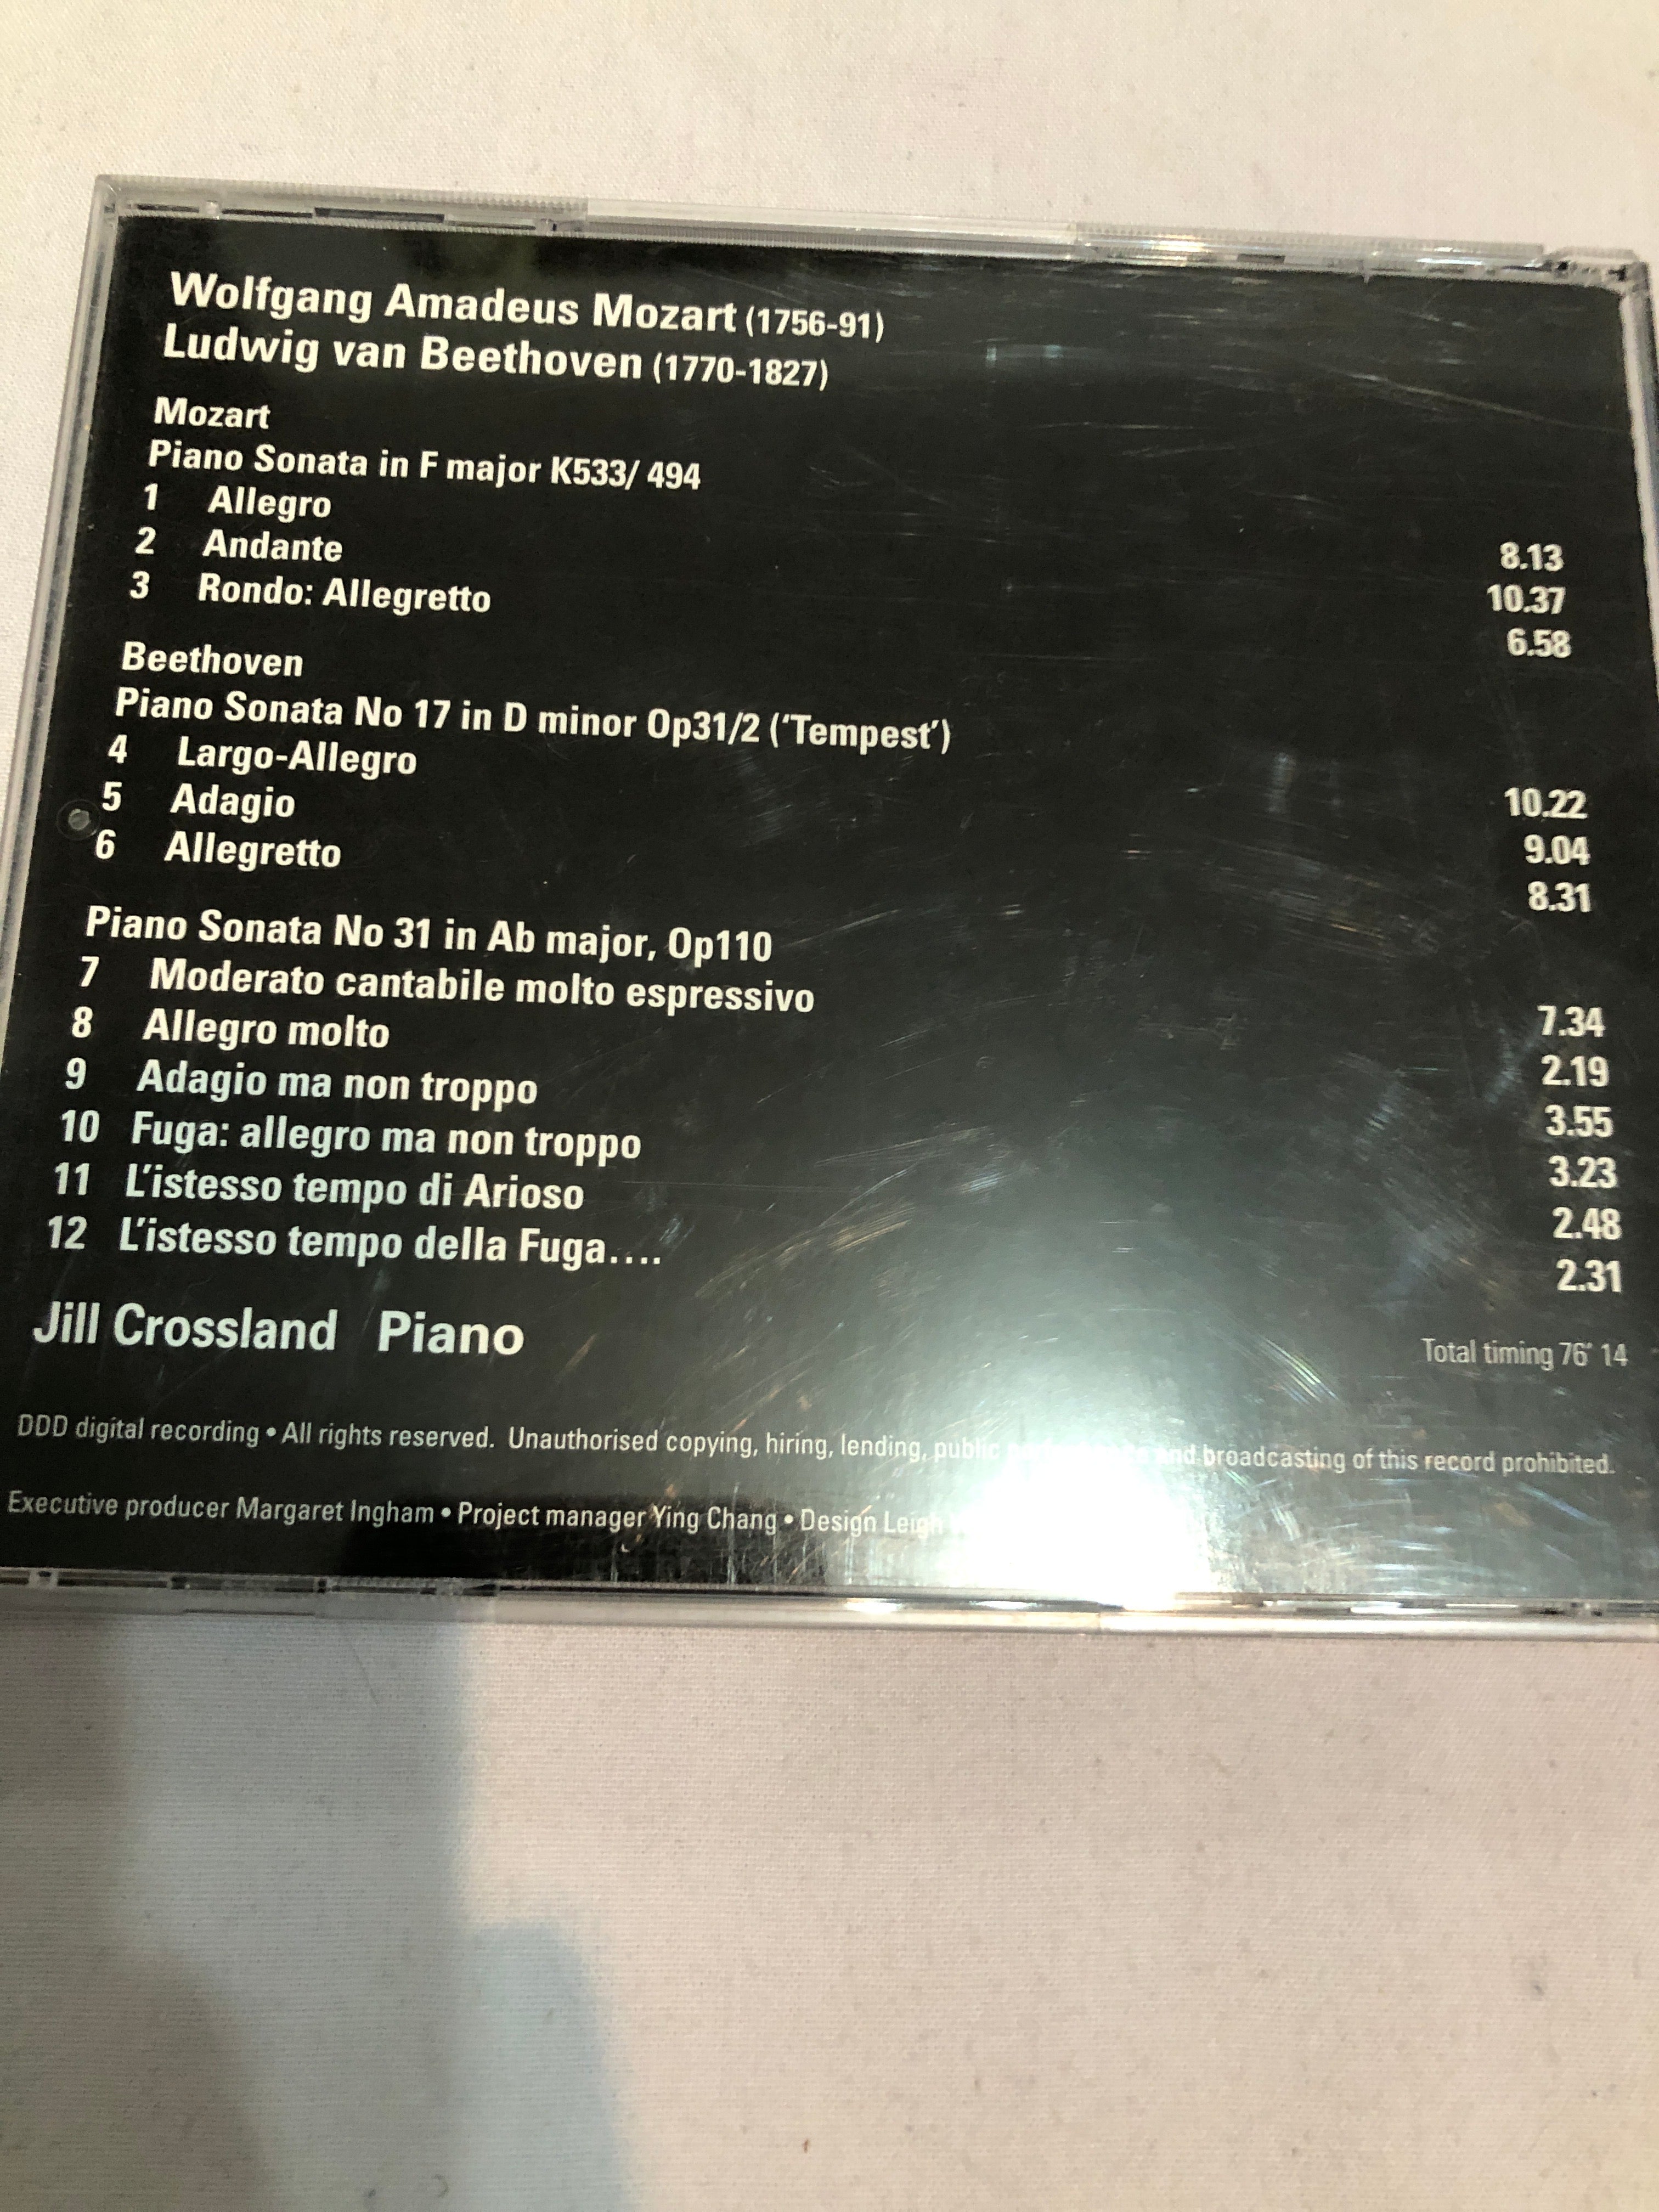 Wolfgang Amadeus Mozart (1756-91)
Ludwig van Beethoven (1770-1827)
Mozart
Piano Sonata in F major K533/ 494
1 Allegro 8.13
2 Andante 10.37
3 Rondo: Allegretto 6.58
Beethoven
Piano Sonata No 17 in D minor Op31/2 ('Tempest')
4 Largo-Allegro 10.22
5 Adagio 9.04
6 Allegretto 8.31
Piano Sonata No 31 in Ab major, Op110
7 Moderato cantabile molto espressivo 7.34
8 Allegro molto 2.19
9 Adagio ma non troppo 3.55
10 Fuga: allegro ma non troppo 3.23
11 L'istesso tempo di Arioso 2.48
12 L'istesso tempo della Fuga.... 2.31
Jill Crossland Piano Total timing 76' 14
DDD digital recording • All rights reserved. Unauthorised copying, hiring, lending, public and broadcasting of this record prohibited.
Executive producer Margaret Ingham • Project manager Ying Chang • Design Leigh